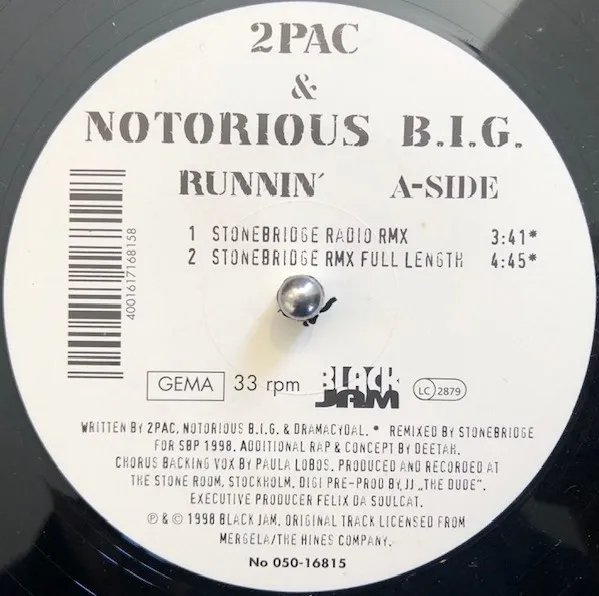 2PAC
&
NOTORIOUS B.I.G.
RUNNIN´ A-SIDE
1 STONEBRIDGE RADIO RMX 3:41*
2 STONEBRIDGE RMX FULL LENGTH 4:45*
4001617168158
GEMA 33 rpm BLACK JAM LC 2879
WRITTEN BY 2PAC, NOTORIOUS B.I.G. & DRAMACYDAL. * REMIXED BY STONEBRIDGE
FOR SBP 1998. ADDITIONAL RAP & CONCEPT BY DEETAH.
CHORUS BACKING VOX BY PAULA LOBOS. PRODUCED AND RECORDED AT
THE STONE ROOM, STOCKHOLM. DIGI PRE-PROD BY JJ „THE DUDE".
EXECUTIVE PRODUCER FELIX DA SOULCAT.
℗ & © 1998 BLACK JAM. ORIGINAL TRACK LICENSED FROM
MERGELA/THE HINES COMPANY.
No 050-16815